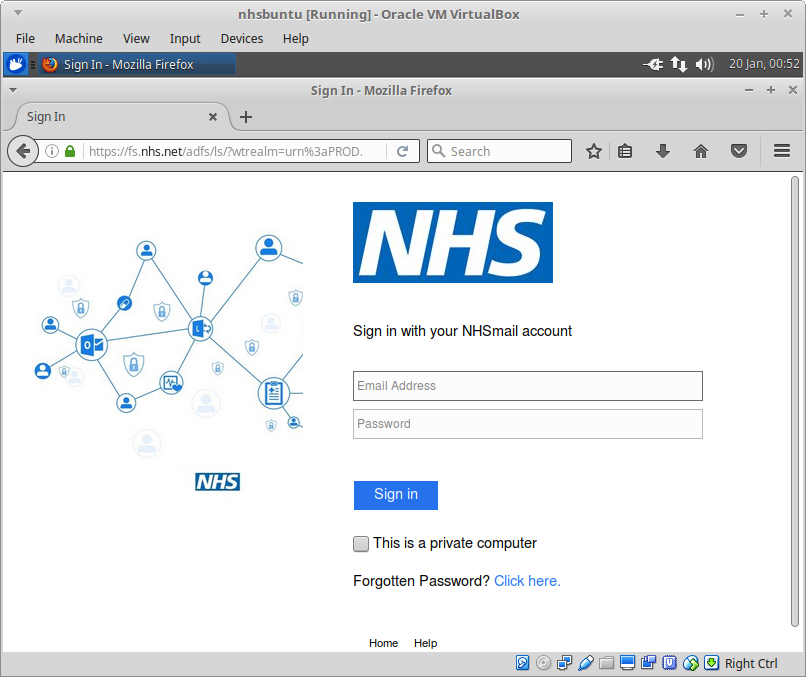 nhsbuntu [Running] - Oracle VM VirtualBox
File Machine View Input Devices Help
Sign In - Mozilla Firefox 20 Jan, 00:52
Sign In - Mozilla Firefox
Sign In
https://fs.nhs.net/adfs/ls/?wtrealm=urn%3aPROD. Search
NHS
Sign in with your NHSmail account
Email Address
Password
NHS
Sign in
This is a private computer
Forgotten Password? Click here.
Home Help
Right Ctrl